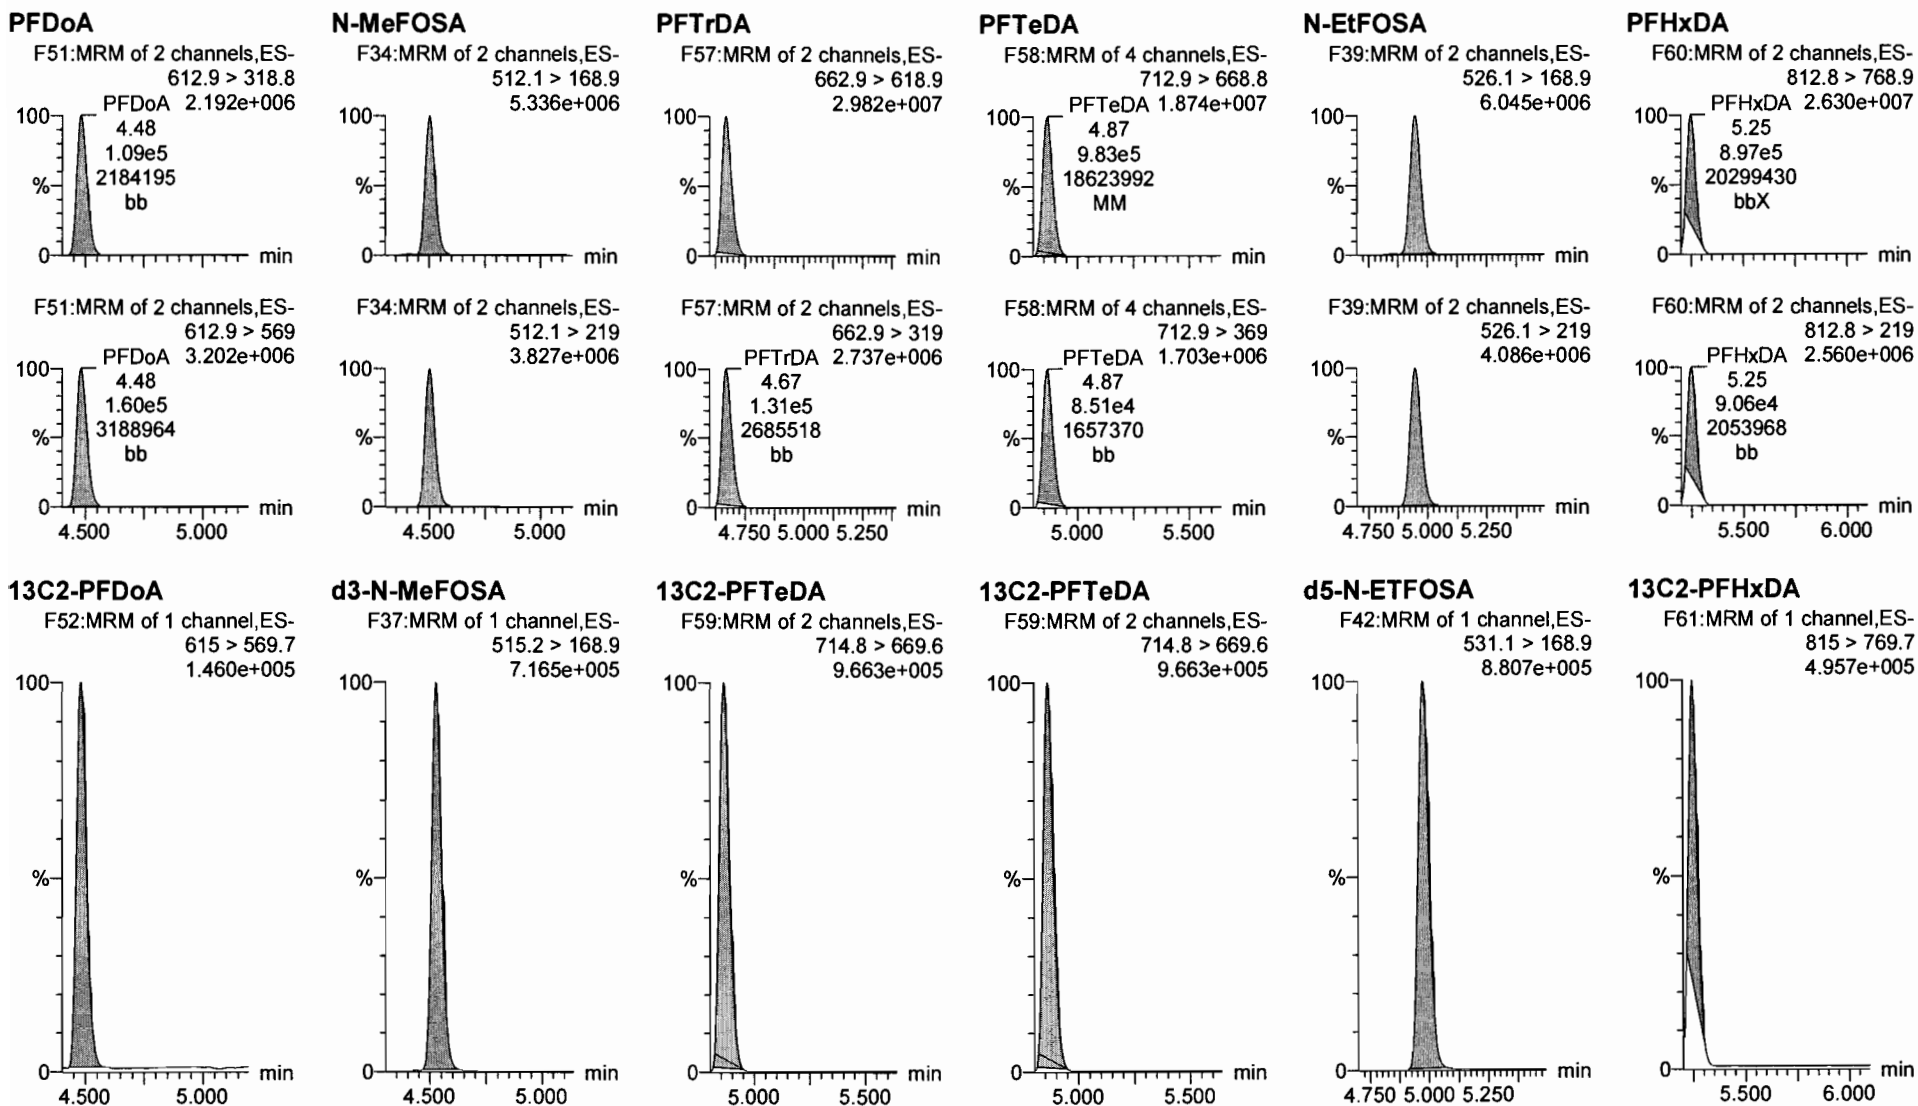 PFDoA
F51:MRM of 2 channels,ES-
612.9 > 318.8
PFDoA 2.192e+006
100
4.48
1.09e5
2184195
bb
%
0
min
F51:MRM of 2 channels,ES-
612.9 > 569
PFDoA 3.202e+006
100
4.48
1.60e5
3188964
bb
%
0
min
4.500 5.000
N-MeFOSA
F34:MRM of 2 channels,ES-
512.1 > 168.9
5.336e+006
100
%
0
min
F34:MRM of 2 channels,ES-
512.1 > 219
3.827e+006
100
%
0
min
4.500 5.000
PFTrDA
F57:MRM of 2 channels,ES-
662.9 > 618.9
2.982e+007
100
%
0
min
F57:MRM of 2 channels,ES-
662.9 > 319
PFTrDA 2.737e+006
100
4.67
1.31e5
2685518
bb
%
0
min
4.750 5.000 5.250
PFTeDA
F58:MRM of 4 channels,ES-
712.9 > 668.8
PFTeDA 1.874e+007
100
4.87
9.83e5
18623992
MM
%
0
min
F58:MRM of 4 channels,ES-
712.9 > 369
PFTeDA 1.703e+006
100
4.87
8.51e4
1657370
bb
%
0
min
5.000 5.500
N-EtFOSA
F39:MRM of 2 channels,ES-
526.1 > 168.9
6.045e+006
100
%
0
min
F39:MRM of 2 channels,ES-
526.1 > 219
4.086e+006
100
%
0
min
4.750 5.000 5.250
PFHxDA
F60:MRM of 2 channels,ES-
812.8 > 768.9
PFHxDA 2.630e+007
100
5.25
8.97e5
20299430
bbX
%
0
min
F60:MRM of 2 channels,ES-
812.8 > 219
PFHxDA 2.560e+006
100
5.25
9.06e4
2053968
bb
%
0
min
5.500 6.000
13C2-PFDoA
F52:MRM of 1 channel,ES-
615 > 569.7
1.460e+005
100
%
0
min
4.500 5.000
d3-N-MeFOSA
F37:MRM of 1 channel,ES-
515.2 > 168.9
7.165e+005
100
%
0
min
4.500 5.000
13C2-PFTeDA
F59:MRM of 2 channels,ES-
714.8 > 669.6
9.663e+005
100
%
0
min
5.000 5.500
13C2-PFTeDA
F59:MRM of 2 channels,ES-
714.8 > 669.6
9.663e+005
100
%
0
min
5.000 5.500
d5-N-ETFOSA
F42:MRM of 1 channel,ES-
531.1 > 168.9
8.807e+005
100
%
0
min
4.750 5.000 5.250
13C2-PFHxDA
F61:MRM of 1 channel,ES-
815 > 769.7
4.957e+005
100
%
0
min
5.500 6.000